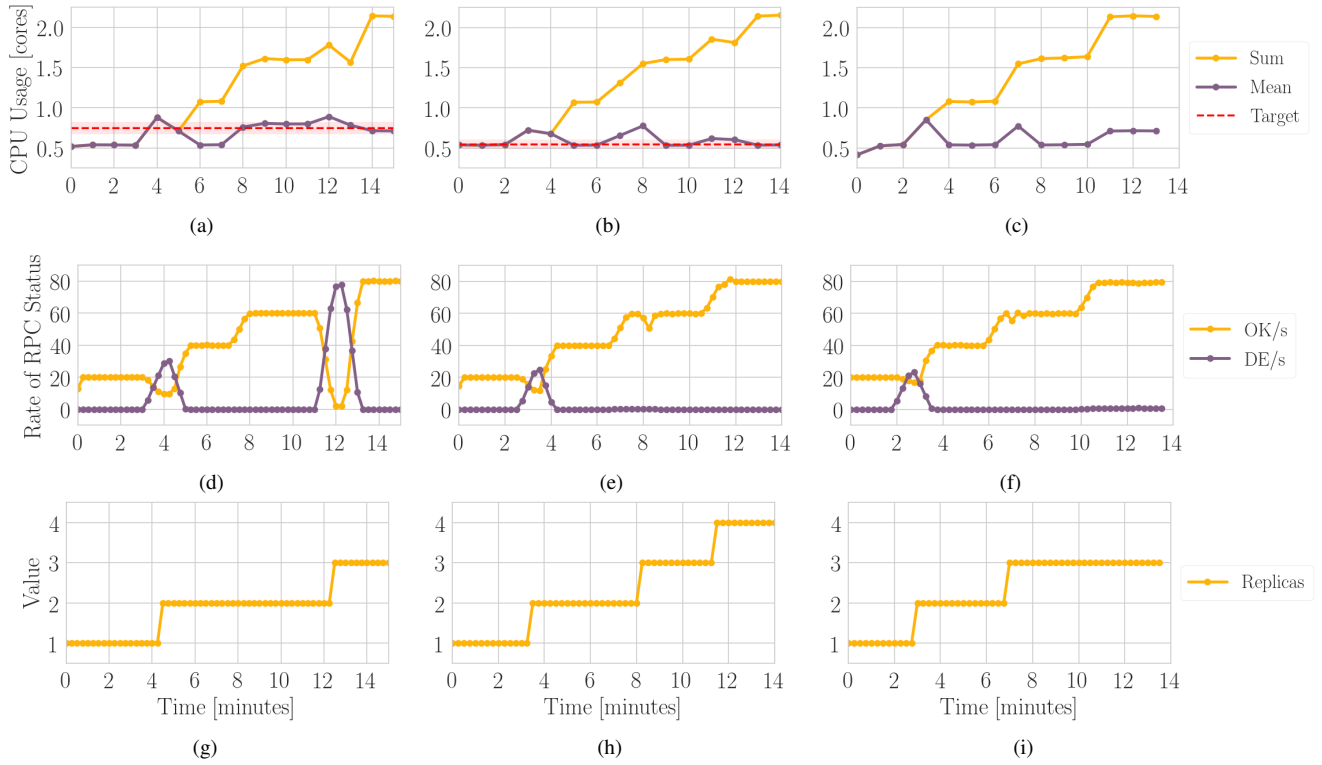 CPU Usage [cores]
2.0
1.5
1.0
0.5
0 2 4 6 8 10 12 14
(a)
2.0
1.5
1.0
0.5
0 2 4 6 8 10 12 14
(b)
2.0
1.5
1.0
0.5
0 2 4 6 8 10 12 14
(c)
Sum
Mean
Target
Rate of RPC Status
80
60
40
20
0
0 2 4 6 8 10 12 14
(d)
80
60
40
20
0
0 2 4 6 8 10 12 14
(e)
80
60
40
20
0
0 2 4 6 8 10 12 14
(f)
OK/s
DE/s
Value
4
3
2
1
0 2 4 6 8 10 12 14
Time [minutes]
(g)
4
3
2
1
0 2 4 6 8 10 12 14
Time [minutes]
(h)
4
3
2
1
0 2 4 6 8 10 12 14
Time [minutes]
(i)
Replicas